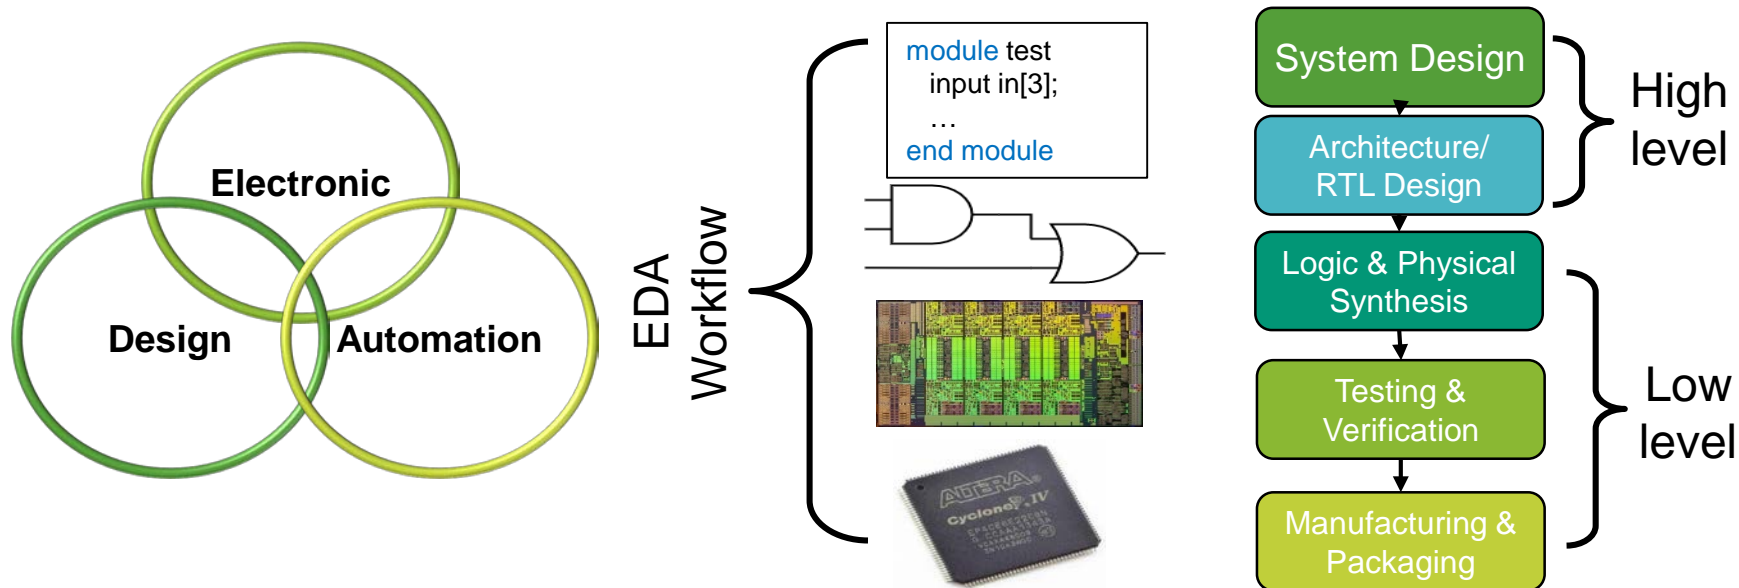 Electronic
Design
Automation
EDA
Workflow
module test
input in[3];
...
end module
ALTERA®
Cyclone® IV
System Design
Architecture/
RTL Design
Logic & Physical
Synthesis
Testing &
Verification
Manufacturing &
Packaging
High
level
Low
level